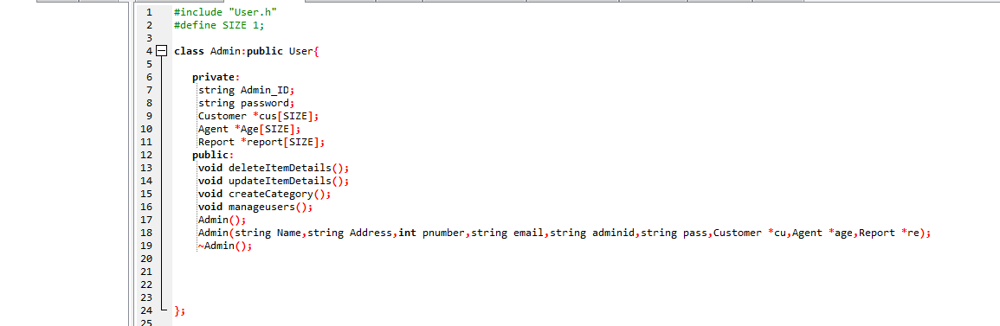 1 #include "User.h"
2 #define SIZE 1;
3
4 class Admin:public User{
5
6 private:
7 string Admin_ID;
8 string password;
9 Customer *cus[SIZE];
10 Agent *Age[SIZE];
11 Report *report[SIZE];
12 public:
13 void deleteItemDetails();
14 void updateItemDetails();
15 void createCategory();
16 void manageusers();
17 Admin();
18 Admin(string Name,string Address,int pnumber,string email,string adminid,string pass,Customer *cu,Agent *age,Report *re);
19 ~Admin();
20
21
22
23
24 };
25